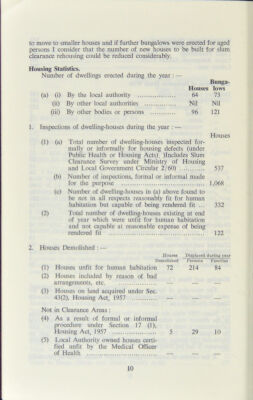 to move to smaller houses and if further bungalows were erected for aged
persons I consider that the number of new houses to be built for slum
clearance rehousing could be reduced considerably.
Housing Statistics.
Number of dwellings erected during the year :—
Bunga-
Houses lows
(a) (i) By the local authority ............... 64 73
(ii) By other local authorities ............... Nil Nil
(iii) By other bodies or persons ............ 96 121
1. Inspections of dwelling-houses during the year :—
Houses
(1) (a) Total number of dwelling-houses inspected for-
mally or informally for housing defects (under
Public Health or Housing Acts) (Includes Slum
Clearance Survey under Ministry of Housing
and Local Government Circular 2/60) ......... 537
(b) Number of inspections, formal or informal made
for the purpose .............................. 1,068
(c) Number of dwelling-houses in (a) above found to
be not in all respects reasonably fit for human
habitation but capable of being rendered fit ... 332
(2) Total number of dwelling-houses existing at end
of year which were unfit for human habitation
and not capable at reasonable expense of being
rendered fit .............................. 122
2. Houses Demolished :—
Houses Displaced during year
Demolished Persons Families
(1) Houses unfit for human habitation 72 214 84
(2) Houses included by reason of bad
arrangements, etc. — — —
(3) Houses on land acquired under Sec.
43(2), Housing Act, 1957 ............... — — —
Not in Clearance Areas :
(4) As a result of formal or informal
procedure under Section 17 (1),
Housing Act, 1957 .................. 5 29 10
(5) Local Authority owned houses certi-
fied unfit by the Medical Officer
of Health .............................. — — —
10